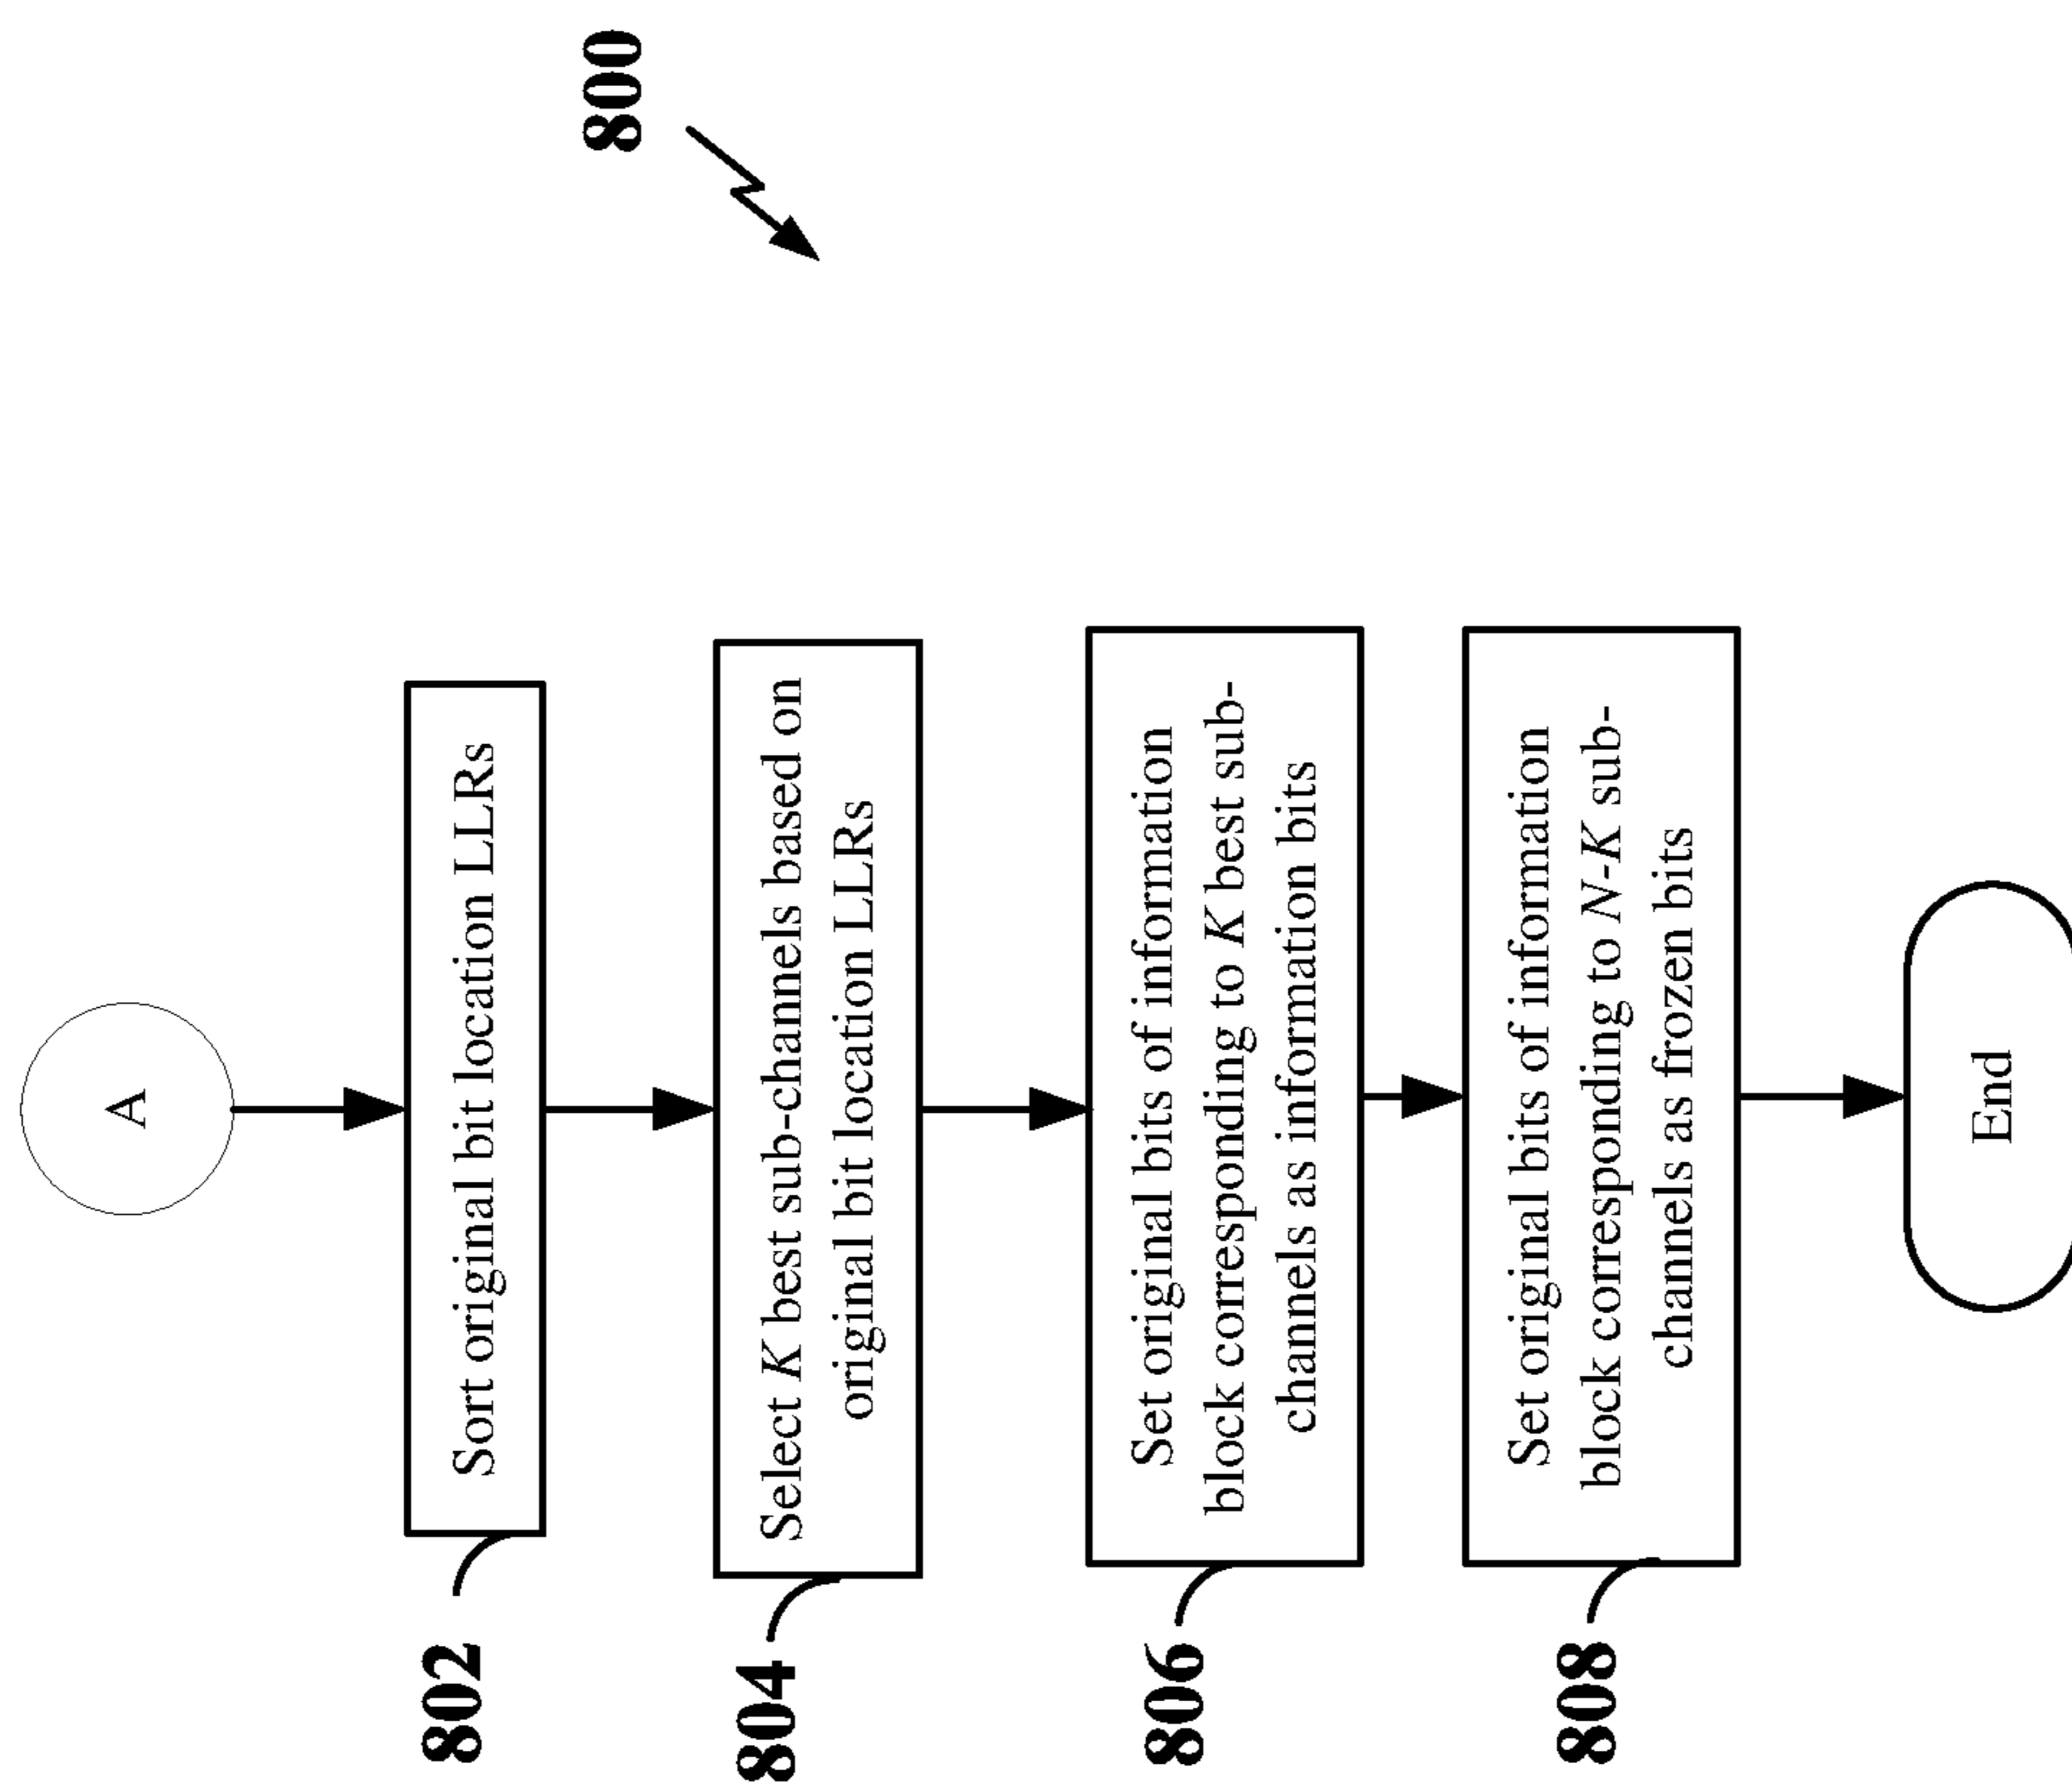 800
A
802
Sort original bit location LLRs
804
Select K best sub-channels based on
original bit location LLRs
806
Set original bits of information
block corresponding to K best sub-
channels as information bits
808
Set original bits of information
block corresponding to N-K sub-
channels as frozen bits
End